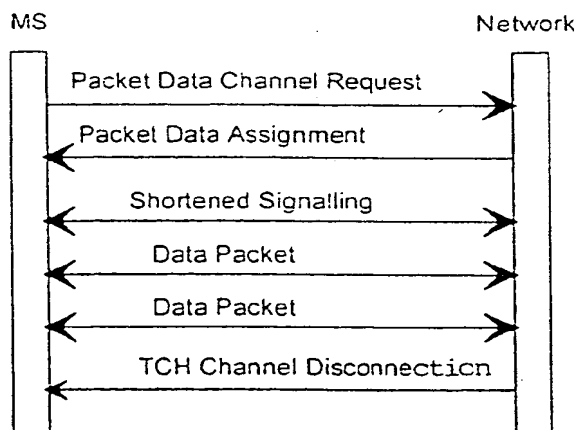 MS
Network
Packet Data Channel Request
Packet Data Assignment
Shortened Signalling
Data Packet
Data Packet
TCH Channel Disconnection